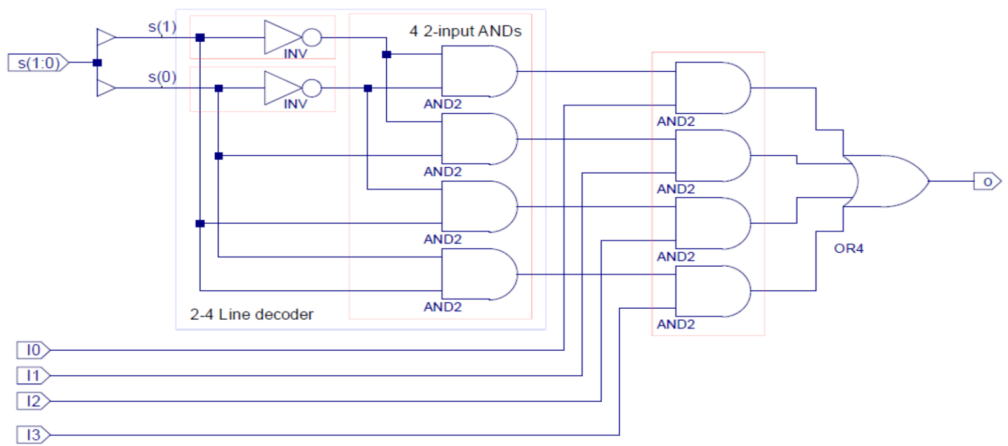 s(1)
4 2-input ANDs
INV
s(1:0)
s(0)
INV
AND2
AND2
AND2
AND2
AND2
AND2
AND2
AND2
o
OR4
2-4 Line decoder
I0
I1
I2
I3